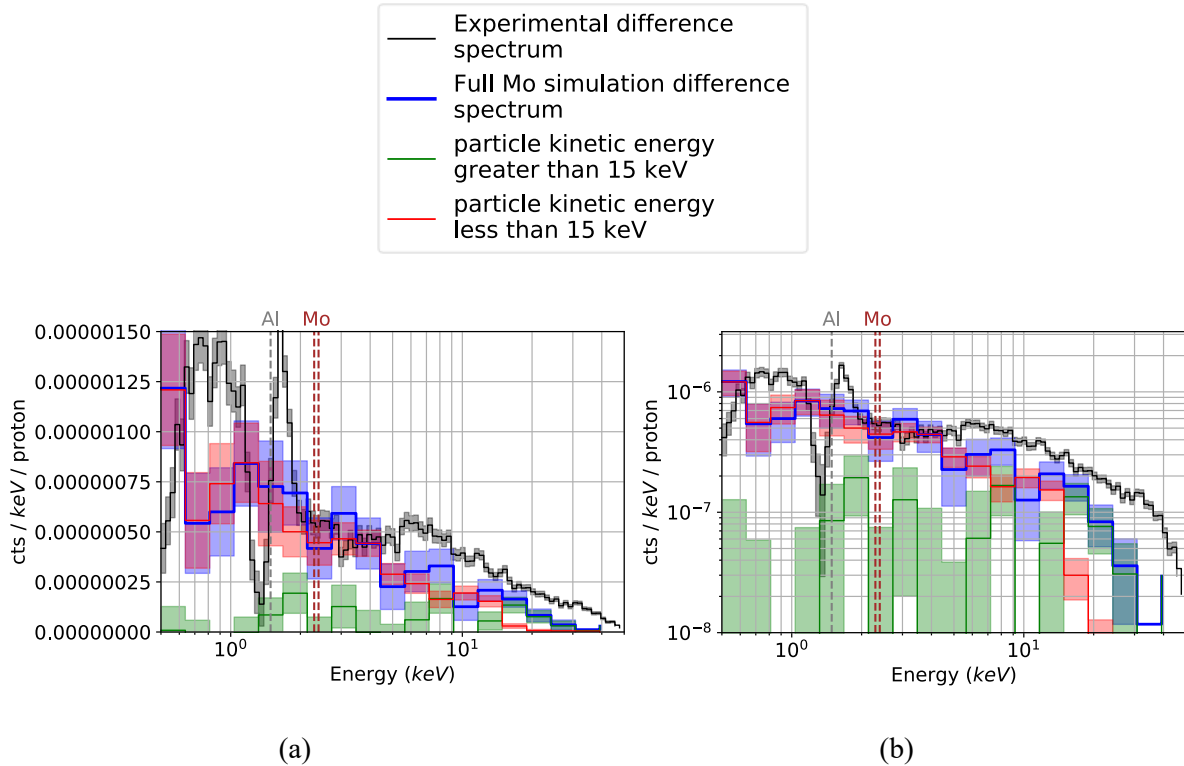 Experimental difference
spectrum
Full Mo simulation difference
spectrum
particle kinetic energy
greater than 15 keV
particle kinetic energy
less than 15 keV
Al Mo
0.00000150
0.00000125
0.00000100
0.00000075
0.00000050
0.00000025
0.00000000
cts / keV / proton
10⁰ 10¹
Energy (keV)
(a)
Al Mo
10⁻⁶
10⁻⁷
10⁻⁸
cts / keV / proton
10⁰ 10¹
Energy (keV)
(b)